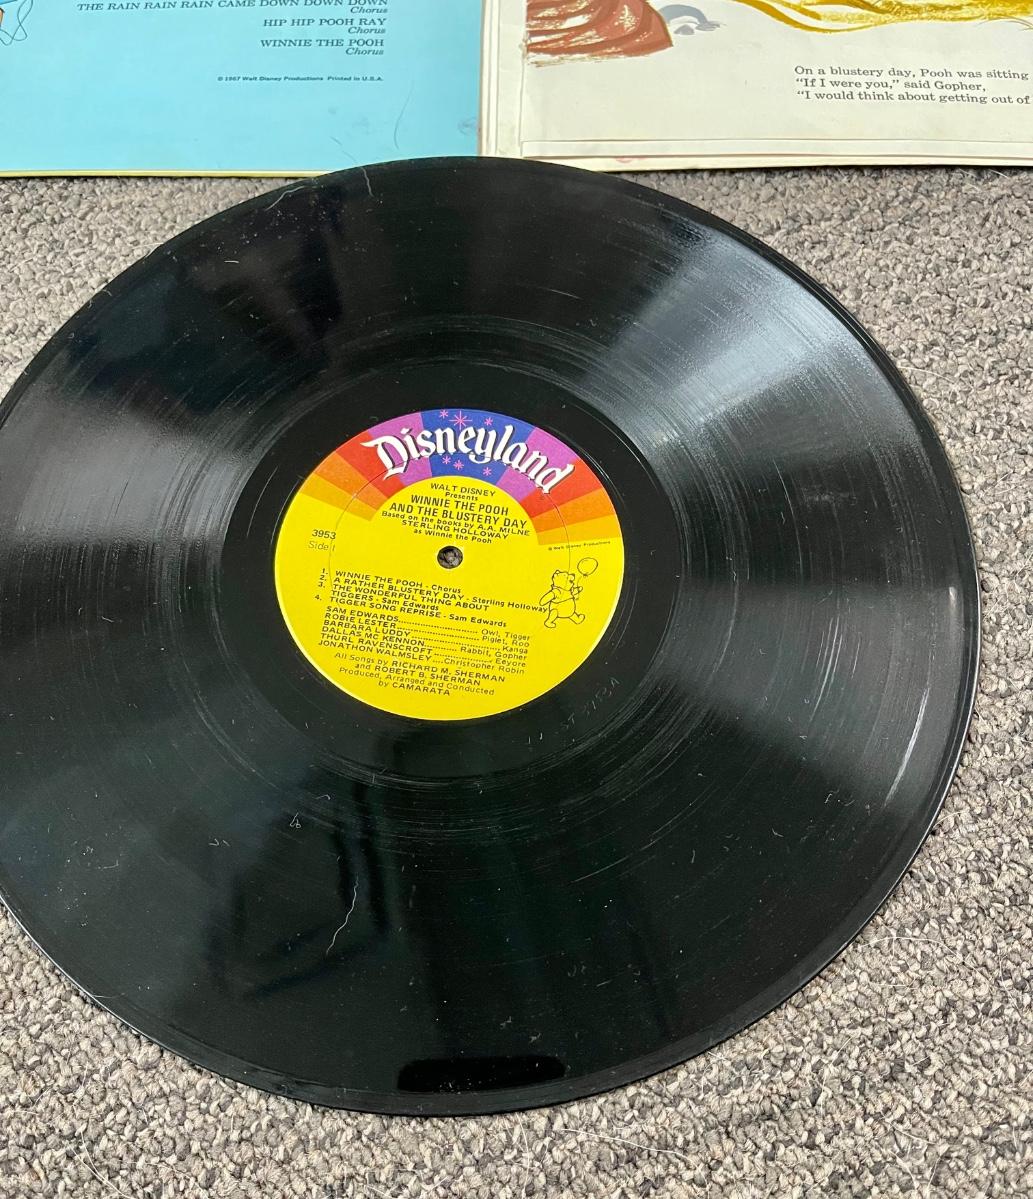 THE RAIN RAIN RAIN CAME DOWN DOWN DOWN
Chorus
HIP HIP POOH RAY
Chorus
WINNIE THE POOH
Chorus
© 1967 Walt Disney Productions Printed in U.S.A.
On a blustery day, Pooh was sitting
"If I were you," said Gopher,
"I would think about getting out of
Disneyland
WALT DISNEY
Presents
WINNIE THE POOH
AND THE BLUSTERY DAY
Based on the books by A.A. MILNE
STERLING HOLLOWAY
as Winnie the Pooh
© Walt Disney Productions
3953
Side I
1. WINNIE THE POOH - Chorus
2. A RATHER BLUSTERY DAY - Sterling Holloway
3. THE WONDERFUL THING ABOUT
TIGGERS - Sam Edwards
4. TIGGER SONG REPRISE - Sam Edwards
SAM EDWARDS..................... Owl, Tigger
ROBIE LESTER..................... Piglet, Roo
BARBARA LUDDY..................... Kanga
DALLAS MC KENNON.......... Rabbit, Gopher
THURL RAVENSCROFT................ Eeyore
JONATHON WALMSLEY....Christopher Robin
All Songs by RICHARD M. SHERMAN
and ROBERT B. SHERMAN
Produced, Arranged and Conducted
by CAMARATA